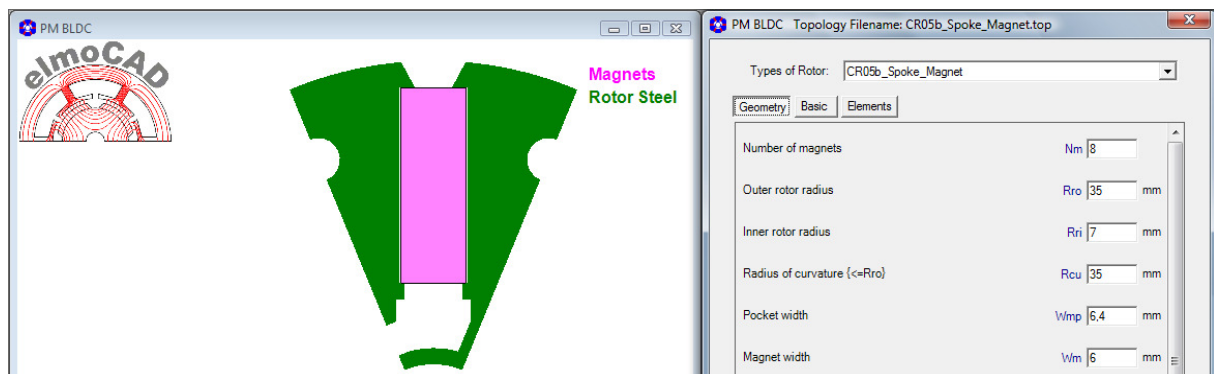 PM BLDC
elmoCAD
Magnets
Rotor Steel
PM BLDC Topology Filename: CR05b_Spoke_Magnet.top
Types of Rotor: CR05b_Spoke_Magnet
Geometry Basic Elements
Number of magnets Nm 8
Outer rotor radius Rro 35 mm
Inner rotor radius Rri 7 mm
Radius of curvature {<=Rro} Rcu 35 mm
Pocket width Wmp 6,4 mm
Magnet width Wm 6 mm